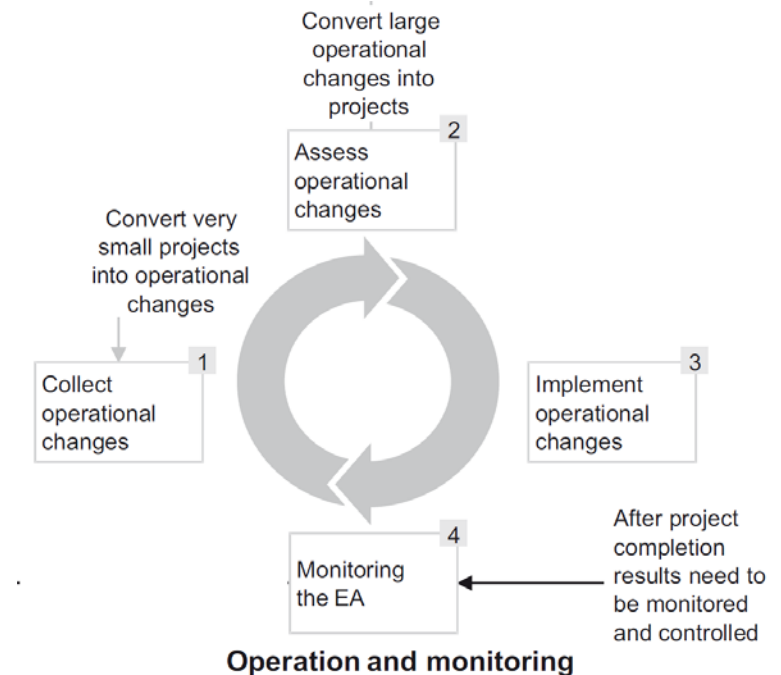 Convert large
operational
changes into
projects
2
Assess
operational
changes
Convert very
small projects
into operational
changes
1
Collect
operational
changes
3
Implement
operational
changes
4
Monitoring
the EA
After project
completion
results need to
be monitored
and controlled
Operation and monitoring